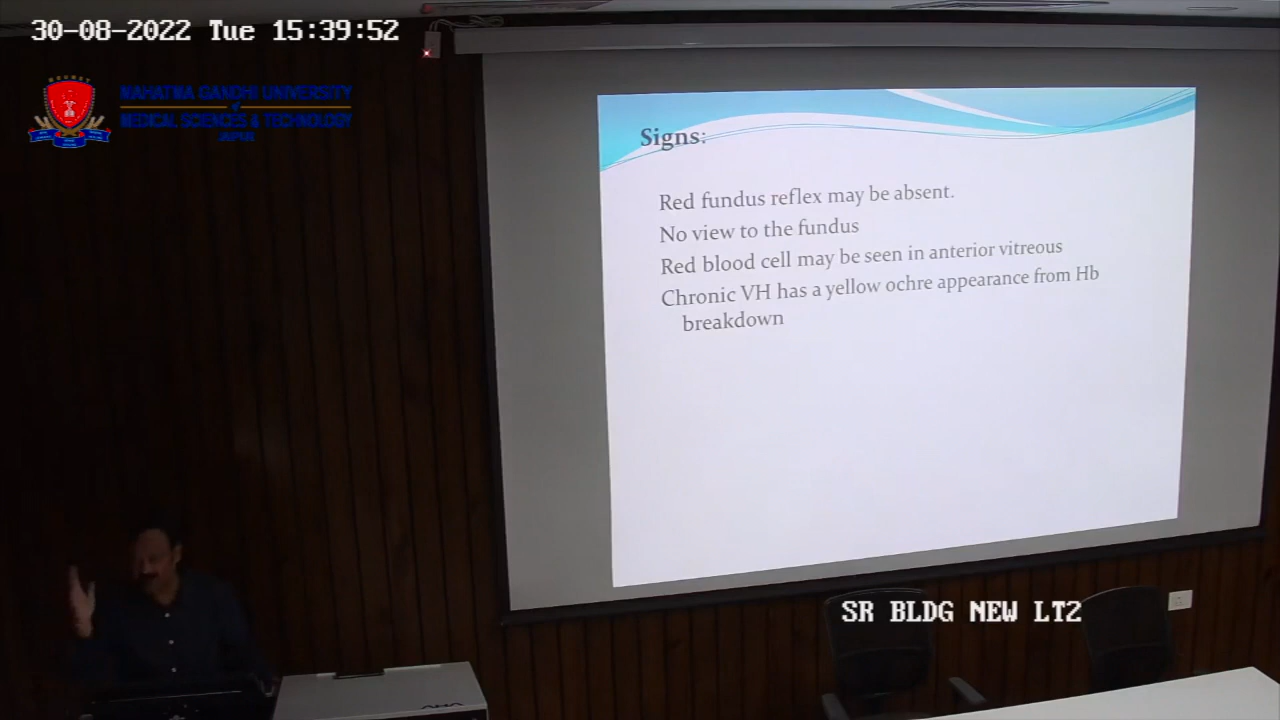 30-08-2022 Tue 15:39:52
MAHATMA GANDHI UNIVERSITY
of
MEDICAL SCIENCES & TECHNOLOGY
JAIPUR
Signs:
Red fundus reflex may be absent.
No view to the fundus
Red blood cell may be seen in anterior vitreous
Chronic VH has a yellow ochre appearance from Hb
breakdown
SR BLDG NEW LT2